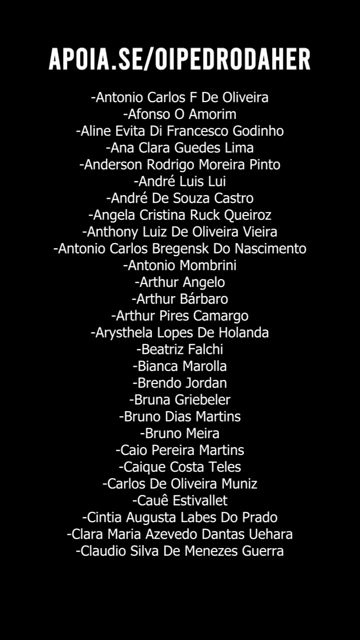 APOIA.SE/OIPEDRODAHER
-Antonio Carlos F De Oliveira
-Afonso O Amorim
-Aline Evita Di Francesco Godinho
-Ana Clara Guedes Lima
-Anderson Rodrigo Moreira Pinto
-André Luis Lui
-André De Souza Castro
-Angela Cristina Ruck Queiroz
-Anthony Luiz De Oliveira Vieira
-Antonio Carlos Bregensk Do Nascimento
-Antonio Mombrini
-Arthur Angelo
-Arthur Bárbaro
-Arthur Pires Camargo
-Arysthela Lopes De Holanda
-Beatriz Falchi
-Bianca Marolla
-Brendo Jordan
-Bruna Griebeler
-Bruno Dias Martins
-Bruno Meira
-Caio Pereira Martins
-Caique Costa Teles
-Carlos De Oliveira Muniz
-Cauê Estivallet
-Cintia Augusta Labes Do Prado
-Clara Maria Azevedo Dantas Uehara
-Claudio Silva De Menezes Guerra